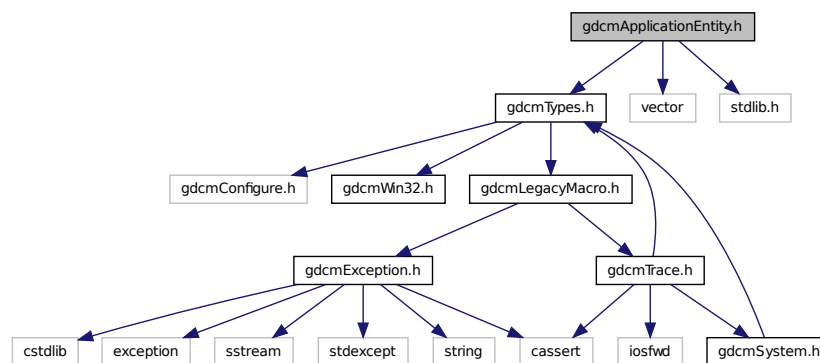 gdcmApplicationEntity.h
gdcmTypes.h
vector
stdlib.h
gdcmConfigure.h
gdcmWin32.h
gdcmLegacyMacro.h
gdcmException.h
gdcmTrace.h
cstdlib
exception
sstream
stdexcept
string
cassert
iosfwd
gdcmSystem.h